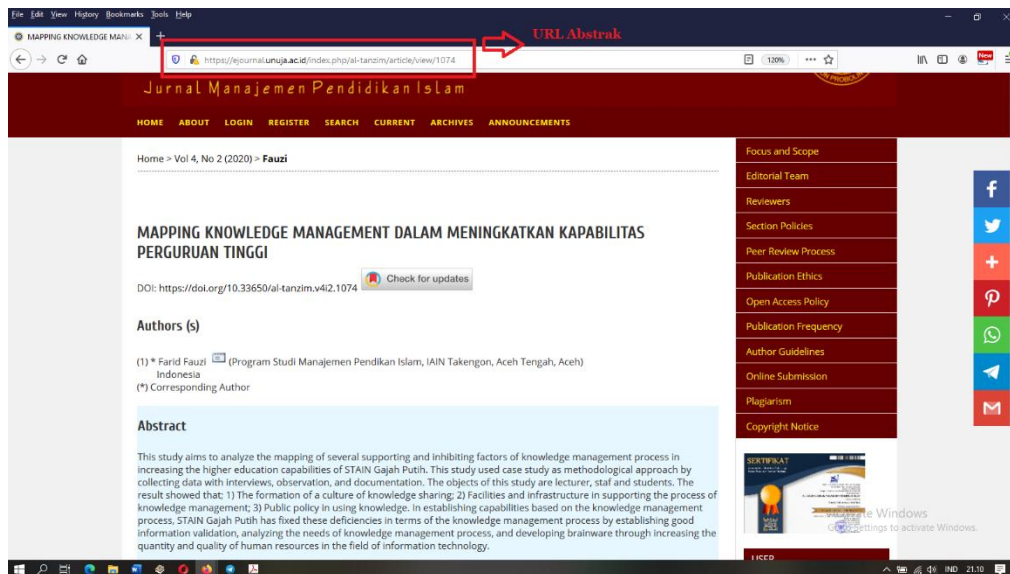 File Edit View History Bookmarks Tools Help
MAPPING KNOWLEDGE MANA
URL Abstrak
https://ejournal.unuja.ac.id/index.php/al-tanzim/article/view/1074
120%
New
Jurnal Manajemen Pendidikan Islam
HOME ABOUT LOGIN REGISTER SEARCH CURRENT ARCHIVES ANNOUNCEMENTS
Home > Vol 4, No 2 (2020) > Fauzi
MAPPING KNOWLEDGE MANAGEMENT DALAM MENINGKATKAN KAPABILITAS
PERGURUAN TINGGI
DOI: https://doi.org/10.33650/al-tanzim.v4i2.1074
Check for updates
Authors (s)
(1) * Farid Fauzi (Program Studi Manajemen Pendikan Islam, IAIN Takengon, Aceh Tengah, Aceh)
Indonesia
(*) Corresponding Author
Abstract
This study aims to analyze the mapping of several supporting and inhibiting factors of knowledge management process in
increasing the higher education capabilities of STAIN Gajah Putih. This study used case study as methodological approach by
collecting data with interviews, observation, and documentation. The objects of this study are lecturer, staf and students. The
result showed that; 1) The formation of a culture of knowledge sharing; 2) Facilities and infrastructure in supporting the process of
knowledge management; 3) Public policy in using knowledge. In establishing capabilities based on the knowledge management
process, STAIN Gajah Putih has fixed these deficiencies in terms of the knowledge management process by establishing good
information validation, analyzing the needs of knowledge management process, and developing brainware through increasing the
quantity and quality of human resources in the field of information technology.
Focus and Scope
Editorial Team
Reviewers
Section Policies
Peer Review Process
Publication Ethics
Open Access Policy
Publication Frequency
Author Guidelines
Online Submission
Plagiarism
Copyright Notice
SERTIFIKAT
Windows
ettings to activate Windows.
USER
IND 21.10